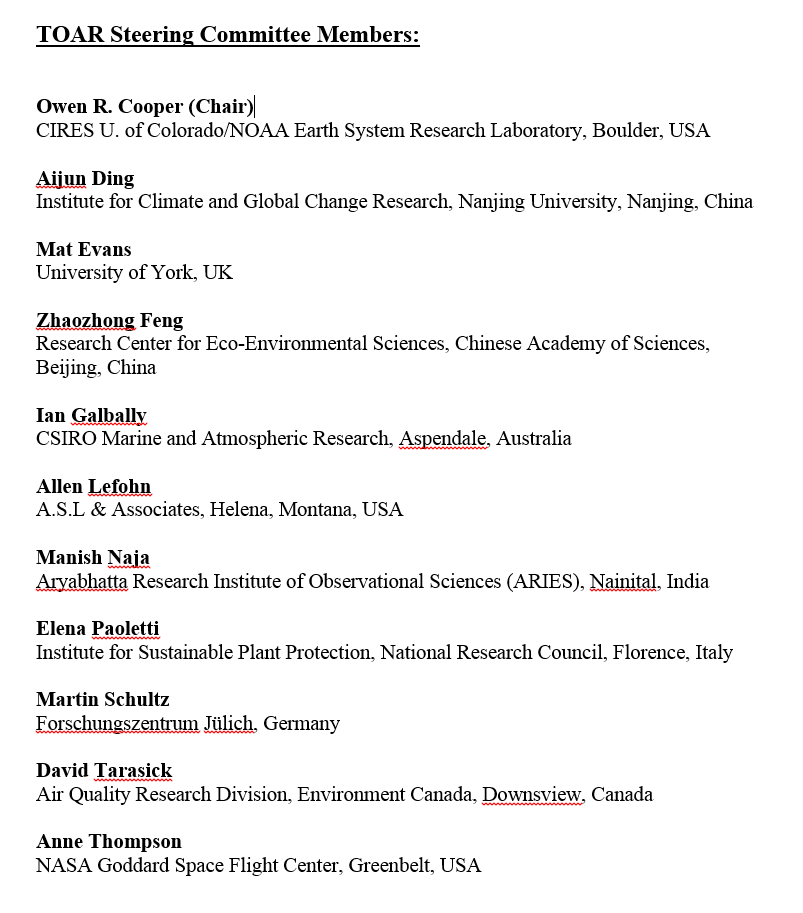 TOAR Steering Committee Members:
Owen R. Cooper (Chair)
CIRES U. of Colorado/NOAA Earth System Research Laboratory, Boulder, USA
Aijun Ding
Institute for Climate and Global Change Research, Nanjing University, Nanjing, China
Mat Evans
University of York, UK
Zhaozhong Feng
Research Center for Eco-Environmental Sciences, Chinese Academy of Sciences,
Beijing, China
Ian Galbally
CSIRO Marine and Atmospheric Research, Aspendale, Australia
Allen Lefohn
A.S.L & Associates, Helena, Montana, USA
Manish Naja
Aryabhatta Research Institute of Observational Sciences (ARIES), Nainital, India
Elena Paoletti
Institute for Sustainable Plant Protection, National Research Council, Florence, Italy
Martin Schultz
Forschungszentrum Jülich, Germany
David Tarasick
Air Quality Research Division, Environment Canada, Downsview, Canada
Anne Thompson
NASA Goddard Space Flight Center, Greenbelt, USA